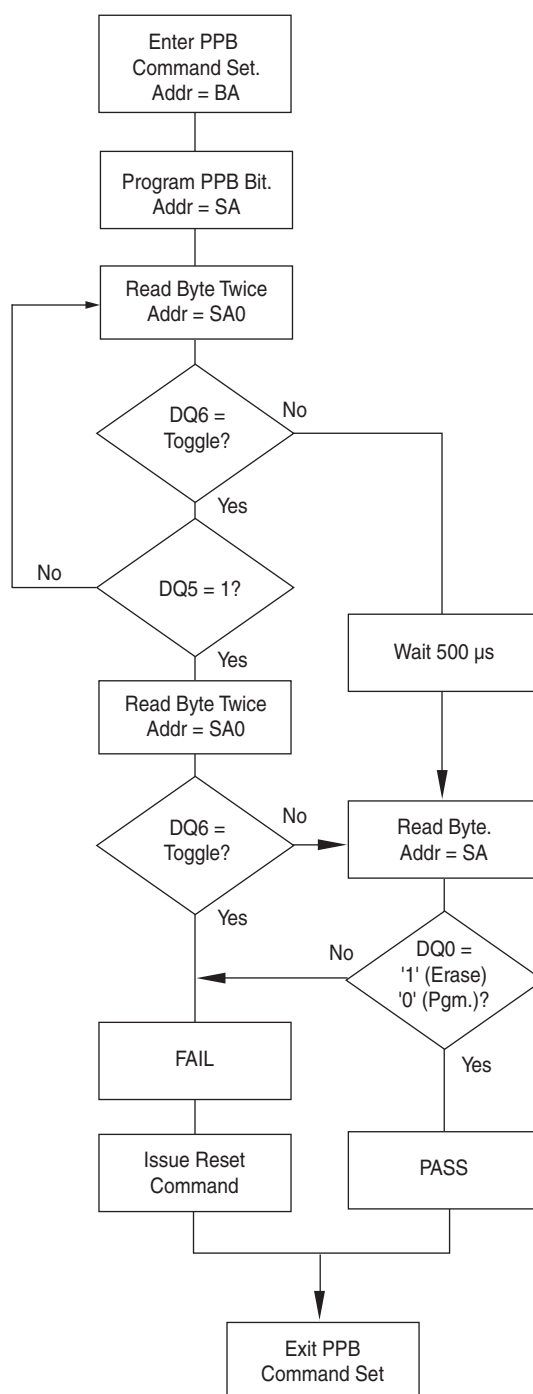 Enter PPB
Command Set.
Addr = BA
Program PPB Bit.
Addr = SA
Read Byte Twice
Addr = SA0
DQ6 =
Toggle?
No
Yes
DQ5 = 1?
No
Yes
Wait 500 µs
Read Byte Twice
Addr = SA0
DQ6 =
Toggle?
No
Yes
Read Byte.
Addr = SA
DQ0 =
'1' (Erase)
'0' (Pgm.)?
No
Yes
FAIL
Issue Reset
Command
PASS
Exit PPB
Command Set